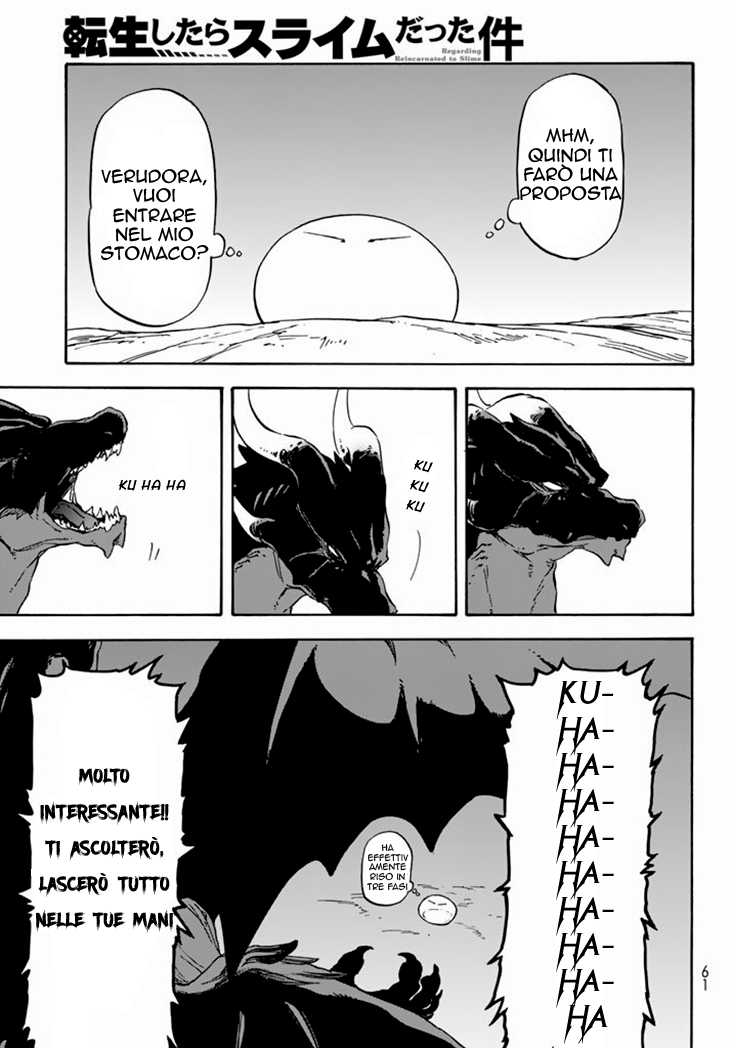 転生したらスライムだった件
Regarding
Reincarnated to Slime
MHM,
QUINDI TI
FARÒ UNA
PROPOSTA
VERUDORA,
VUOI
ENTRARE
NEL MIO
STOMACO?
KU
KU
KU
KU HA HA
KU-
HA-
HA-
HA-
HA-
HA-
HA-
HA-
HA-
HA
HA
EFFETTIV
AMENTE
RISO IN
TRE FASI
MOLTO
INTERESSANTE!!
TI ASCOLTERÒ,
LASCERÒ TUTTO
NELLE TUE MANI
61